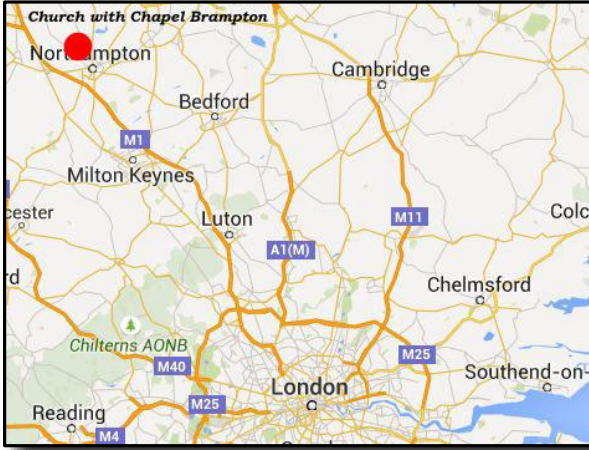 Church with Chapel Brampton
Northampton
Cambridge
Bedford
M1
Milton Keynes
cester
Luton
M11
Colc
A1(M)
rd
Chelmsford
Chilterns AONB
M25
M40
London
Southend-on-
M25
Reading
M4